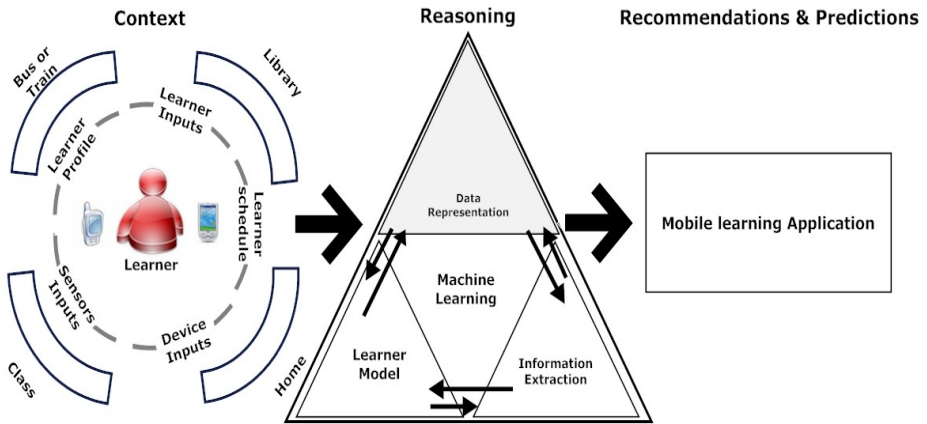 Context
Reasoning
Recommendations & Predictions
Bus or
Train
Library
Learner
Inputs
Learner
Profile
Learner
schedule
Learner
Sensors
Inputs
Device
Inputs
Class
Home
Data
Representation
Machine
Learning
Learner
Model
Information
Extraction
Mobile learning Application